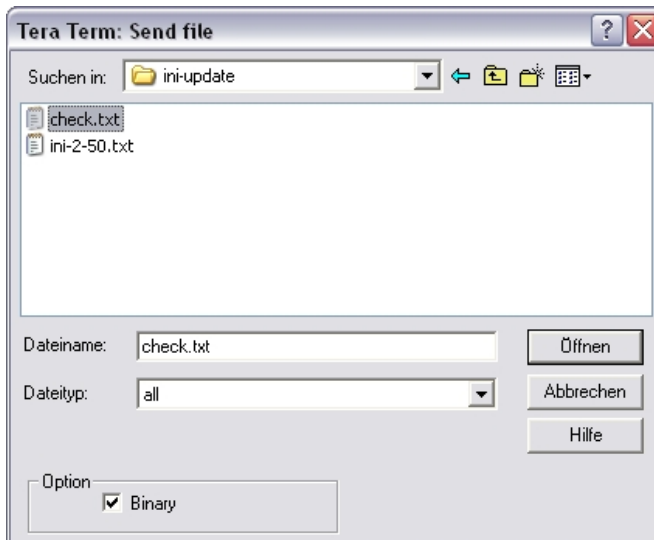 Tera Term: Send file
Suchen in: ini-update
check.txt
ini-2-50.txt
Dateiname: check.txt Öffnen
Dateityp: all Abbrechen
Hilfe
Option
Binary